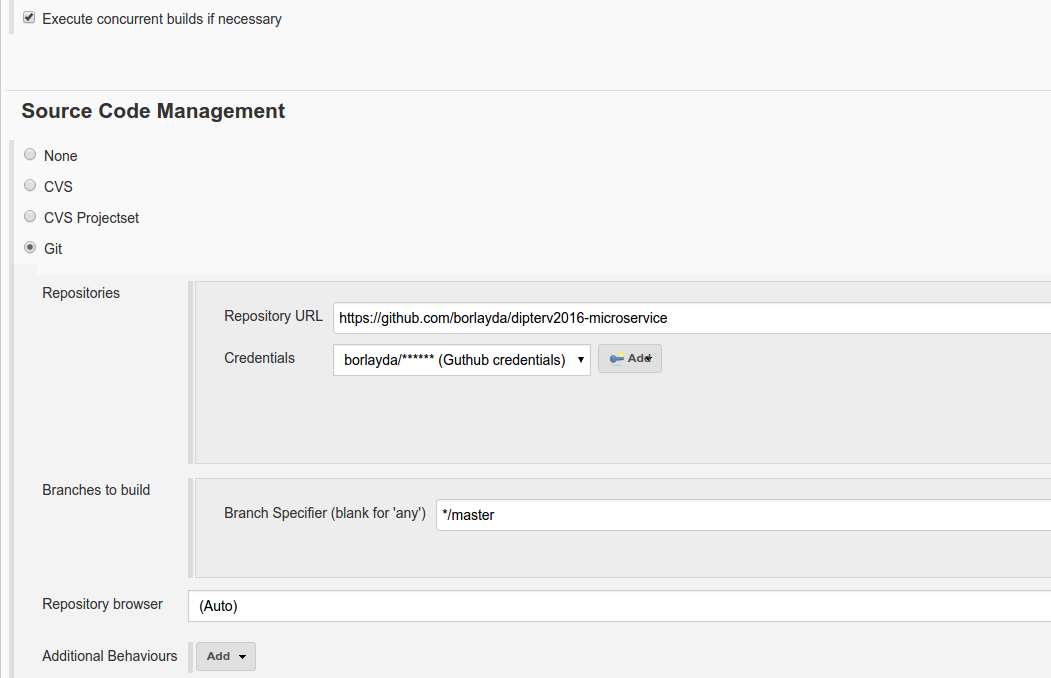 Execute concurrent builds if necessary
Source Code Management
None
CVS
CVS Projectset
Git
Repositories
Repository URL https://github.com/borlayda/dipterv2016-microservice
Credentials borlayda/****** (Guthub credentials) Add
Branches to build
Branch Specifier (blank for 'any') */master
Repository browser (Auto)
Additional Behaviours Add